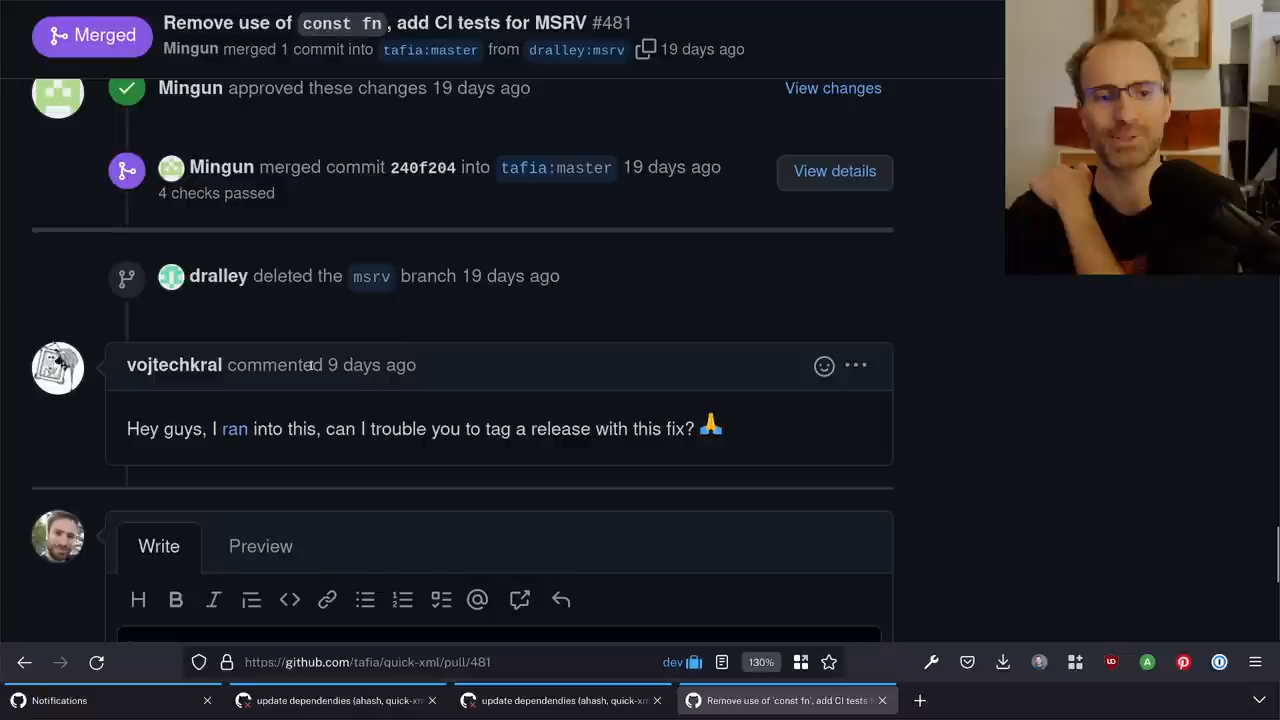 Merged
Remove use of const fn, add CI tests for MSRV #481
Mingun merged 1 commit into tafia:master from dralley:msrv 19 days ago
Mingun approved these changes 19 days ago
View changes
Mingun merged commit 240f204 into tafia:master 19 days ago
4 checks passed
View details
dralley deleted the msrv branch 19 days ago
vojtechkral commented 9 days ago
Hey guys, I ran into this, can I trouble you to tag a release with this fix? 🙏
Write
Preview
https://github.com/tafia/quick-xml/pull/481
dev
130%
Notifications
update dependendies (ahash, quick-xm
update dependendies (ahash, quick-xm
Remove use of `const fn`, add CI tests f